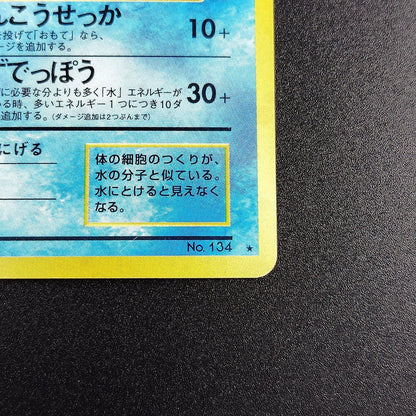 んこうせっか 10+
を投げて「おもて」なら、
ージを追加する。
でっぽう 30+
に必要な分よりも多く「水」エネルギーが
いる時、多いエネルギー1つにつき10ダ
追加する。(ダメージ追加は2つぶんまで)
にげる
体の細胞のつくりが、
水の分子と似ている。
水にとけると見えなく
なる。
No. 134 ★